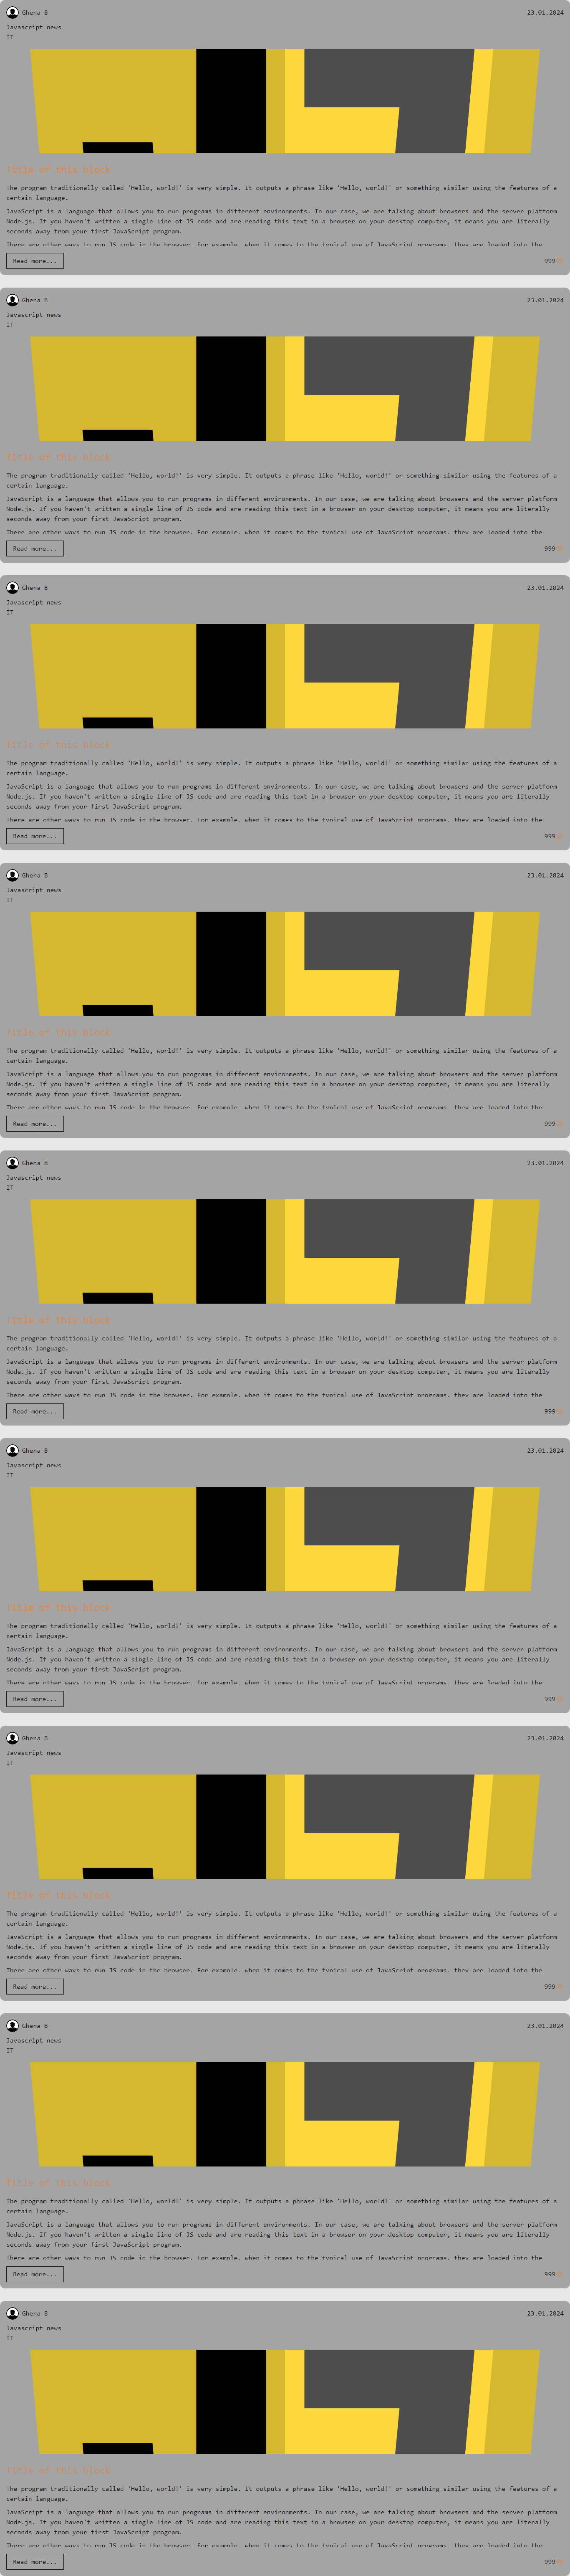 Ghena B
23.01.2024
Javascript news
IT
Title of this block
The program traditionally called 'Hello, world!' is very simple. It outputs a phrase like 'Hello, world!' or something similar using the features of a
certain language.
JavaScript is a language that allows you to run programs in different environments. In our case, we are talking about browsers and the server platform
Node.js. If you haven't written a single line of JS code and are reading this text in a browser on your desktop computer, it means you are literally
seconds away from your first JavaScript program.
There are other ways to run JS code in the browser. For example, when it comes to the typical use of JavaScript programs, they are loaded into the
Read more...
999
Ghena B
23.01.2024
Javascript news
IT
Title of this block
The program traditionally called 'Hello, world!' is very simple. It outputs a phrase like 'Hello, world!' or something similar using the features of a
certain language.
JavaScript is a language that allows you to run programs in different environments. In our case, we are talking about browsers and the server platform
Node.js. If you haven't written a single line of JS code and are reading this text in a browser on your desktop computer, it means you are literally
seconds away from your first JavaScript program.
There are other ways to run JS code in the browser. For example, when it comes to the typical use of JavaScript programs, they are loaded into the
Read more...
999
Ghena B
23.01.2024
Javascript news
IT
Title of this block
The program traditionally called 'Hello, world!' is very simple. It outputs a phrase like 'Hello, world!' or something similar using the features of a
certain language.
JavaScript is a language that allows you to run programs in different environments. In our case, we are talking about browsers and the server platform
Node.js. If you haven't written a single line of JS code and are reading this text in a browser on your desktop computer, it means you are literally
seconds away from your first JavaScript program.
There are other ways to run JS code in the browser. For example, when it comes to the typical use of JavaScript programs, they are loaded into the
Read more...
999
Ghena B
23.01.2024
Javascript news
IT
Title of this block
The program traditionally called 'Hello, world!' is very simple. It outputs a phrase like 'Hello, world!' or something similar using the features of a
certain language.
JavaScript is a language that allows you to run programs in different environments. In our case, we are talking about browsers and the server platform
Node.js. If you haven't written a single line of JS code and are reading this text in a browser on your desktop computer, it means you are literally
seconds away from your first JavaScript program.
There are other ways to run JS code in the browser. For example, when it comes to the typical use of JavaScript programs, they are loaded into the
Read more...
999
Ghena B
23.01.2024
Javascript news
IT
Title of this block
The program traditionally called 'Hello, world!' is very simple. It outputs a phrase like 'Hello, world!' or something similar using the features of a
certain language.
JavaScript is a language that allows you to run programs in different environments. In our case, we are talking about browsers and the server platform
Node.js. If you haven't written a single line of JS code and are reading this text in a browser on your desktop computer, it means you are literally
seconds away from your first JavaScript program.
There are other ways to run JS code in the browser. For example, when it comes to the typical use of JavaScript programs, they are loaded into the
Read more...
999
Ghena B
23.01.2024
Javascript news
IT
Title of this block
The program traditionally called 'Hello, world!' is very simple. It outputs a phrase like 'Hello, world!' or something similar using the features of a
certain language.
JavaScript is a language that allows you to run programs in different environments. In our case, we are talking about browsers and the server platform
Node.js. If you haven't written a single line of JS code and are reading this text in a browser on your desktop computer, it means you are literally
seconds away from your first JavaScript program.
There are other ways to run JS code in the browser. For example, when it comes to the typical use of JavaScript programs, they are loaded into the
Read more...
999
Ghena B
23.01.2024
Javascript news
IT
Title of this block
The program traditionally called 'Hello, world!' is very simple. It outputs a phrase like 'Hello, world!' or something similar using the features of a
certain language.
JavaScript is a language that allows you to run programs in different environments. In our case, we are talking about browsers and the server platform
Node.js. If you haven't written a single line of JS code and are reading this text in a browser on your desktop computer, it means you are literally
seconds away from your first JavaScript program.
There are other ways to run JS code in the browser. For example, when it comes to the typical use of JavaScript programs, they are loaded into the
Read more...
999
Ghena B
23.01.2024
Javascript news
IT
Title of this block
The program traditionally called 'Hello, world!' is very simple. It outputs a phrase like 'Hello, world!' or something similar using the features of a
certain language.
JavaScript is a language that allows you to run programs in different environments. In our case, we are talking about browsers and the server platform
Node.js. If you haven't written a single line of JS code and are reading this text in a browser on your desktop computer, it means you are literally
seconds away from your first JavaScript program.
There are other ways to run JS code in the browser. For example, when it comes to the typical use of JavaScript programs, they are loaded into the
Read more...
999
Ghena B
23.01.2024
Javascript news
IT
Title of this block
The program traditionally called 'Hello, world!' is very simple. It outputs a phrase like 'Hello, world!' or something similar using the features of a
certain language.
JavaScript is a language that allows you to run programs in different environments. In our case, we are talking about browsers and the server platform
Node.js. If you haven't written a single line of JS code and are reading this text in a browser on your desktop computer, it means you are literally
seconds away from your first JavaScript program.
There are other ways to run JS code in the browser. For example, when it comes to the typical use of JavaScript programs, they are loaded into the
Read more...
999